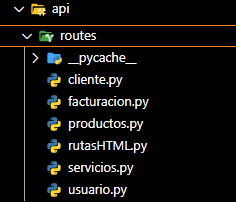 api
routes
__pycache__
cliente.py
facturacion.py
productos.py
rutasHTML.py
servicios.py
usuario.py